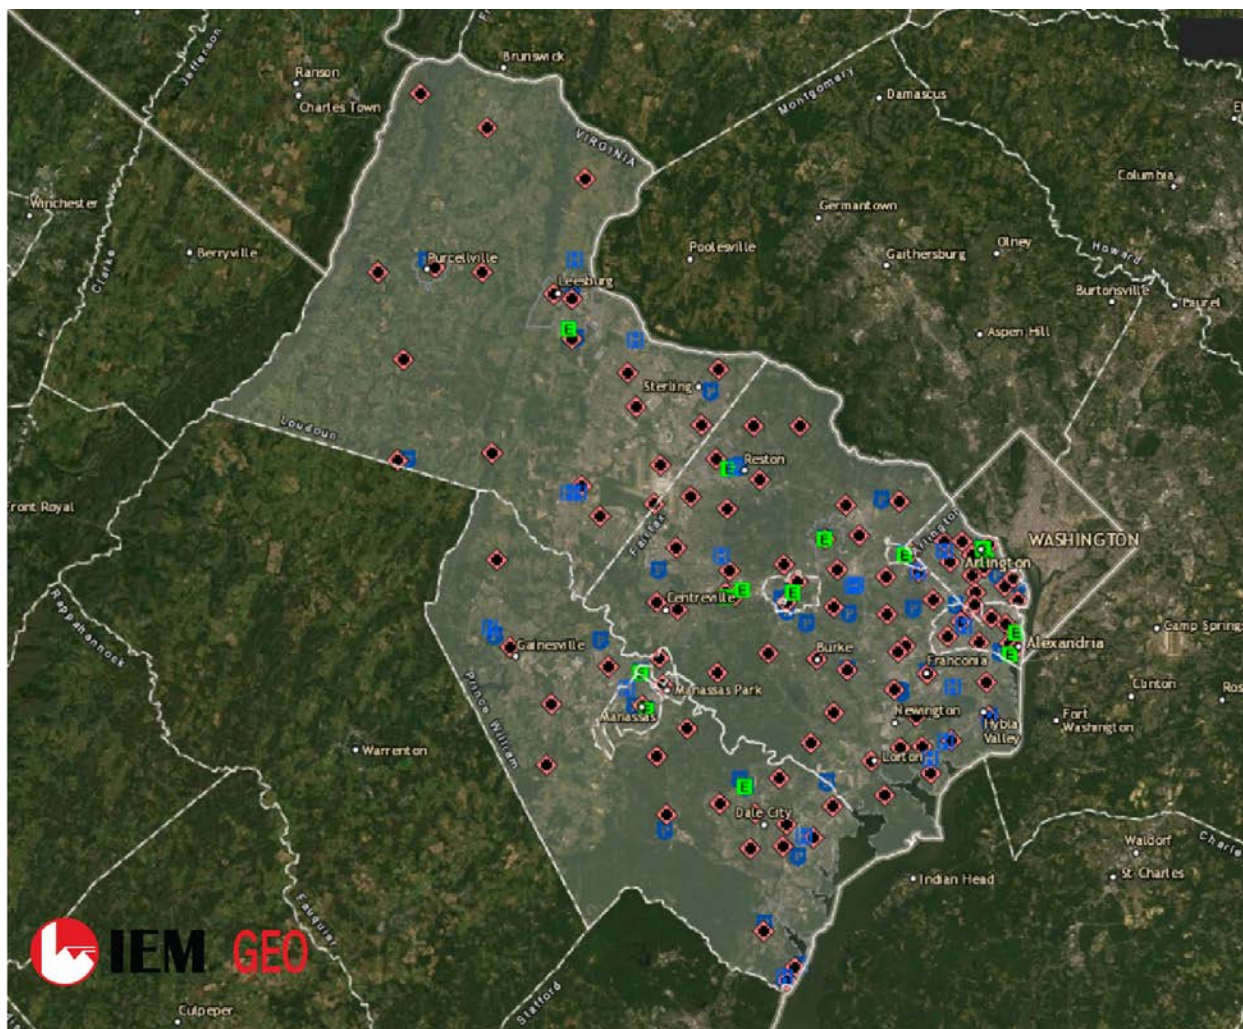 Brunswick
Jefferson
Ranson
Charles Town
Montgomery
Damascus
VIRGINIA
Columbia
Winchester
Germantown
Clarke
Berryville
Purcellville
Poolesville
Olney
Howard
Gaithersburg
H
Leesburg
Burtonsville
Laurel
E
H
Aspen Hill
Sterling
P
Loudoun
E
Reston
H H
P
Front Royal
Fairfax
E
Arlington
WASHINGTON
E
H
P
H
Arlington
E
E
H
Centreville
P
P
Rappahannock
H
P
Gainesville
P
E
Alexandria
Camp Springs
E
Burke
Franconia
E
Manassas Park
H
H
Clinton
Prince William
Manassas
Newington
Hybla
Valley
Fort
Washington
Warrenton
Lorton
H
E
Dale City
P
H
P
Waldorf
Indian Head
St Charles
Fauquier
IEM GEO
Stafford
Culpeper